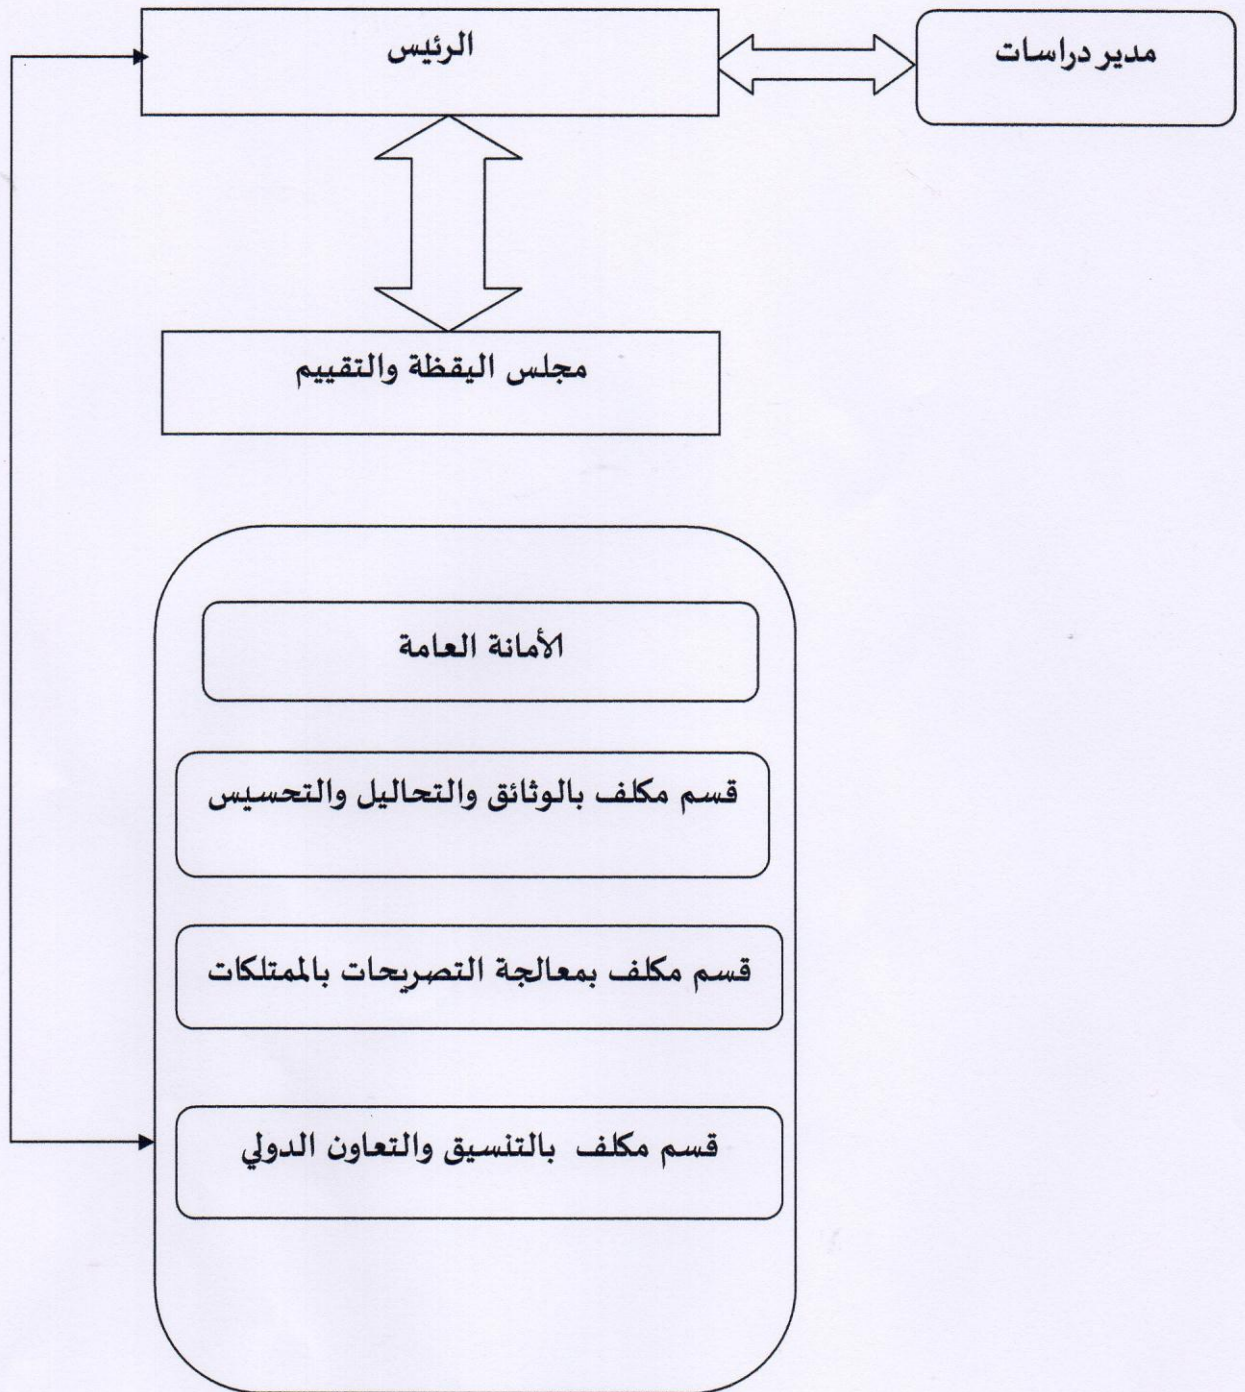 الرئيس
مدير دراسات
مجلس اليقظة والتقييم
الأمانة العامة
قسم مكلف بالوثائق والتحاليل والتحسيس
قسم مكلف بمعالجة التصريحات بالممتلكات
قسم مكلف بالتنسيق والتعاون الدولي